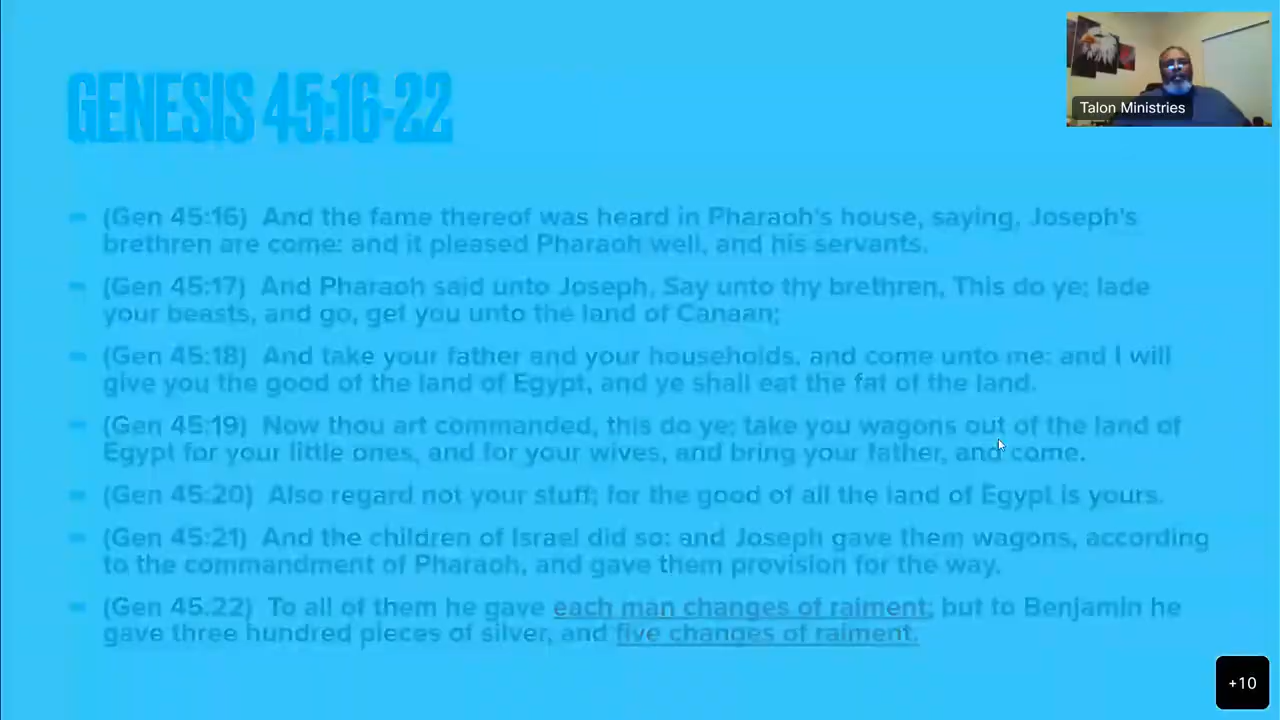 GENESIS 45:16-22
Talon Ministries
(Gen 45:16) And the fame thereof was heard in Pharaoh's house, saying, Joseph's
brethren are come: and it pleased Pharaoh well, and his servants.
(Gen 45:17) And Pharaoh said unto Joseph, Say unto thy brethren, This do ye; lade
your beasts, and go, get you unto the land of Canaan;
(Gen 45:18) And take your father and your households, and come unto me: and I will
give you the good of the land of Egypt, and ye shall eat the fat of the land.
(Gen 45:19) Now thou art commanded, this do ye; take you wagons out of the land of
Egypt for your little ones, and for your wives, and bring your father, and come.
(Gen 45:20) Also regard not your stuff; for the good of all the land of Egypt is yours.
(Gen 45:21) And the children of Israel did so: and Joseph gave them wagons, according
to the commandment of Pharaoh, and gave them provision for the way.
(Gen 45:22) To all of them he gave each man changes of raiment; but to Benjamin he
gave three hundred pieces of silver, and five changes of raiment.
+10